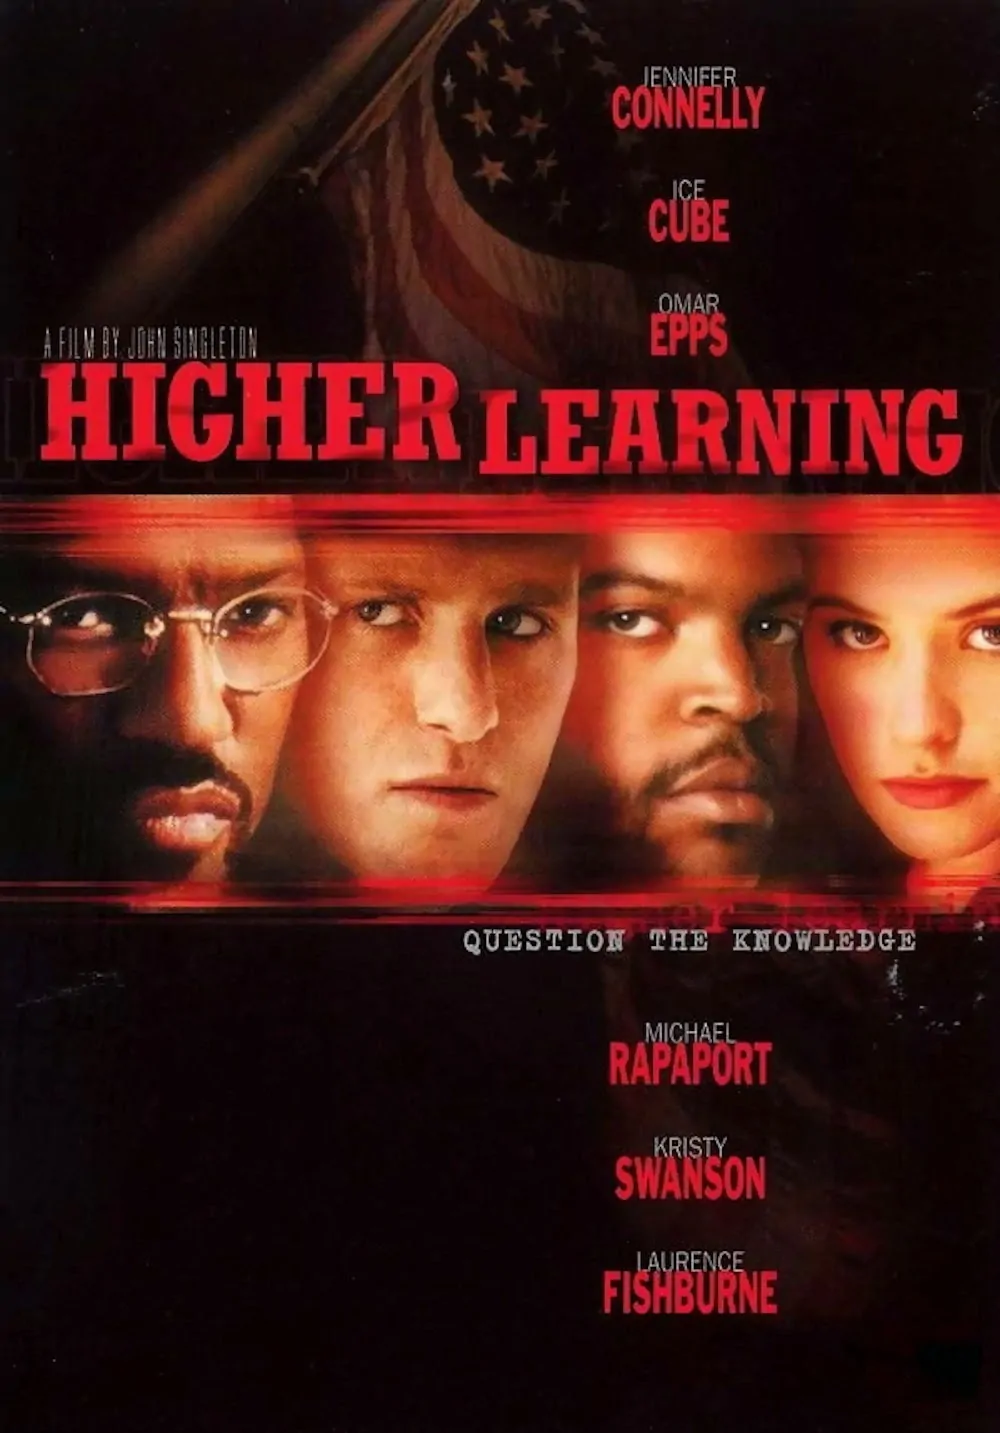 JENNIFER
CONNELLY
ICE
CUBE
OMAR
EPPS
A FILM BY JOHN SINGLETON
HIGHER LEARNING
QUESTION THE KNOWLEDGE
MICHAEL
RAPAPORT
KRISTY
SWANSON
LAURENCE
FISHBURNE